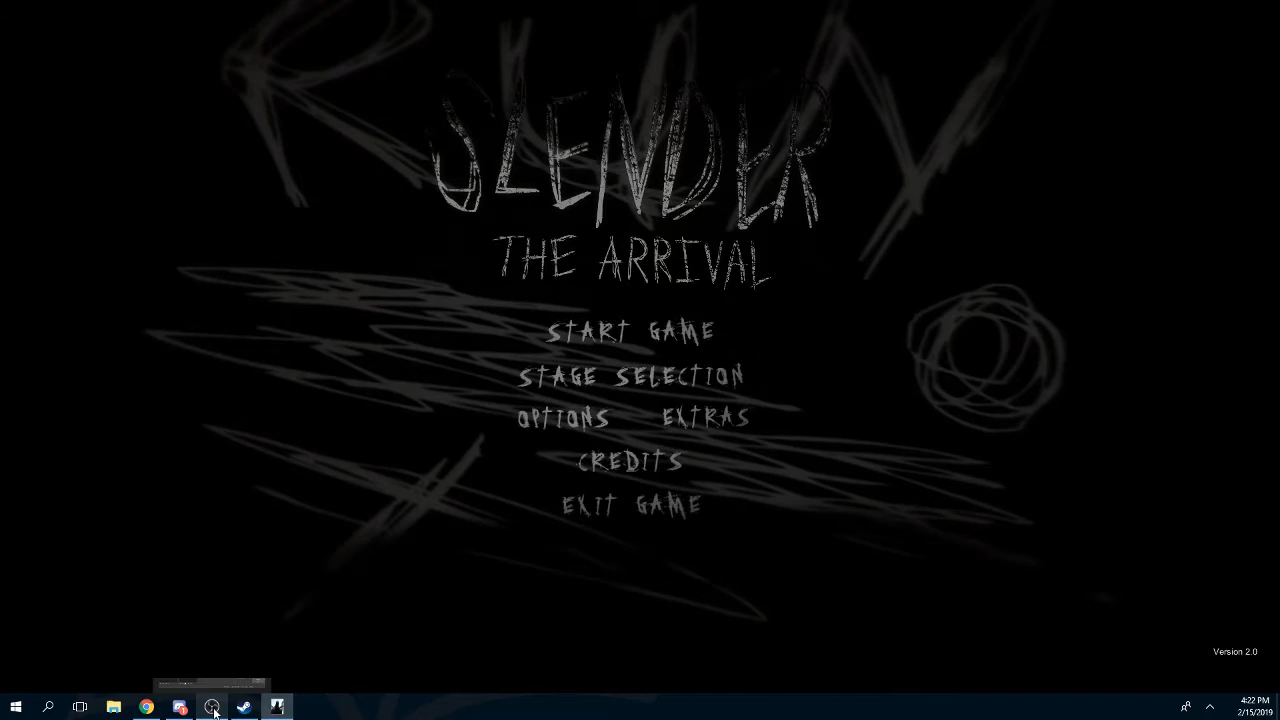 SLENDER
THE ARRIVAL
START GAME
STAGE SELECTION
OPTIONS EXTRAS
CREDITS
EXIT GAME
Version 2.0
4:22 PM
2/15/2019